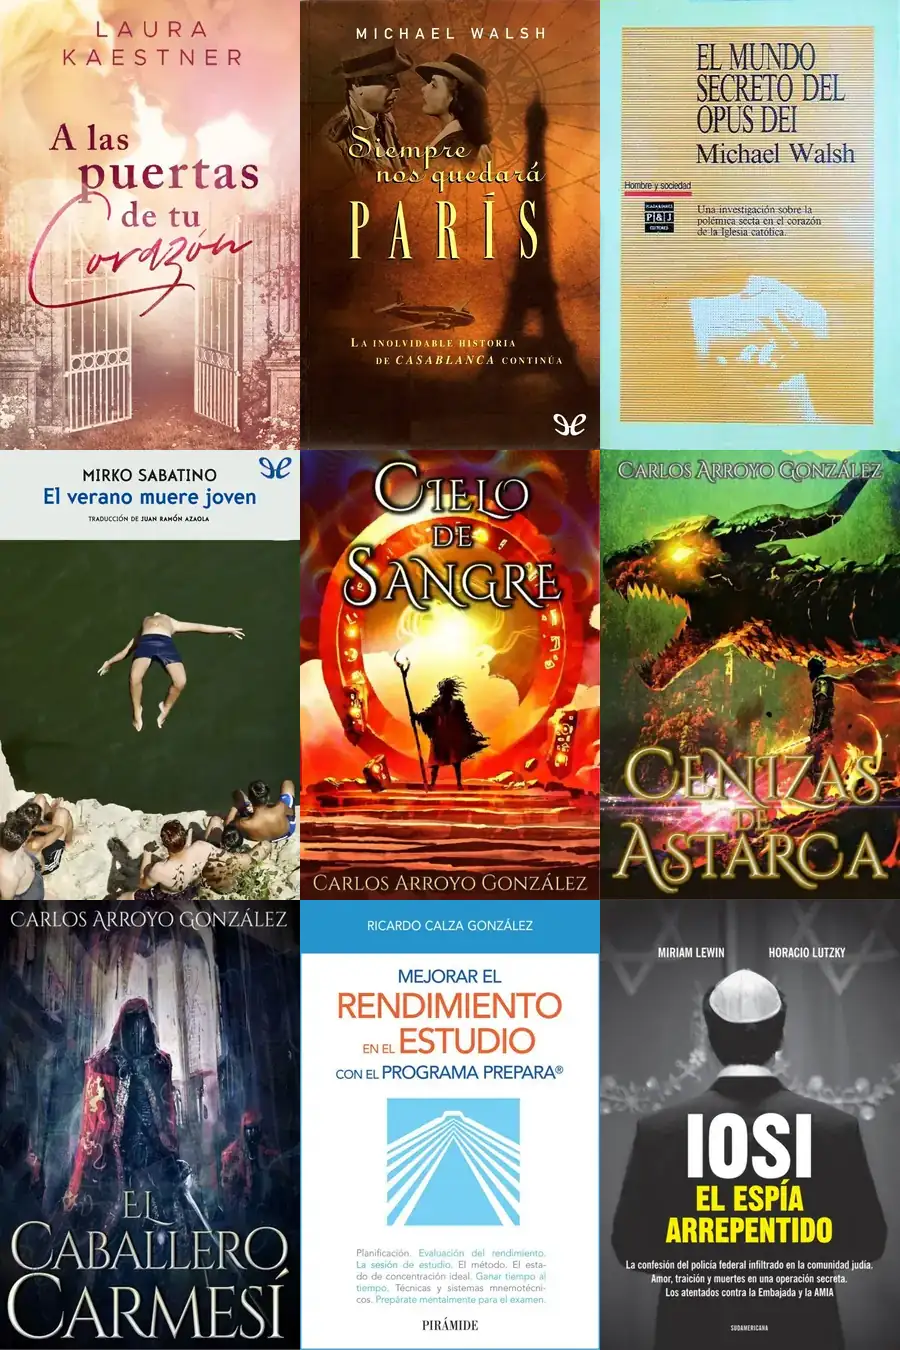 LAURA
KAESTNER
A las
puertas
de tu
Corazón
MICHAEL WALSH
Siempre
nos quedará
PARÍS
LA INOLVIDABLE HISTORIA
DE CASABLANCA CONTINÚA
EL MUNDO
SECRETO DEL
OPUS DEI
Michael Walsh
Hombre y sociedad
PLAZA & JANES
P&J
EDITORES
Una investigación sobre la
polémica secta en el corazón
de la Iglesia católica.
MIRKO SABATINO
El verano muere joven
TRADUCCIÓN DE JUAN RAMÓN AZAOLA
CIELO
DE
SANGRE
CARLOS ARROYO GONZÁLEZ
CARLOS ARROYO GONZÁLEZ
CENIZAS
DE
ASTARCA
CARLOS ARROYO GONZÁLEZ
EL
CABALLERO
CARMESÍ
RICARDO CALZA GONZÁLEZ
MEJORAR EL
RENDIMIENTO
EN EL ESTUDIO
CON EL PROGRAMA PREPARA®
Planificación. Evaluación del rendimiento.
La sesión de estudio. El método. El esta-
do de concentración ideal. Ganar tiempo al
tiempo. Técnicas y sistemas mnemotécni-
cos. Prepárate mentalmente para el examen.
PIRÁMIDE
MIRIAM LEWIN
HORACIO LUTZKY
IOSI
EL ESPÍA
ARREPENTIDO
La confesión del policía federal infiltrado en la comunidad judía.
Amor, traición y muertes en una operación secreta.
Los atentados contra la Embajada y la AMIA
SUDAMERICANA